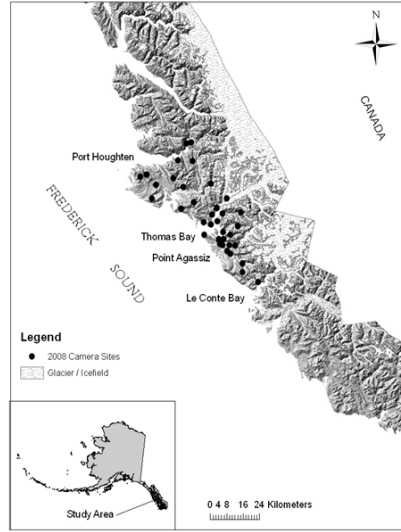 N
CANADA
Port Houghten
FREDERICK
SOUND
Thomas Bay
Point Agassiz
Le Conte Bay
Legend
2008 Camera Sites
Glacier / Icefield
Study Area
0 4 8 16 24 Kilometers